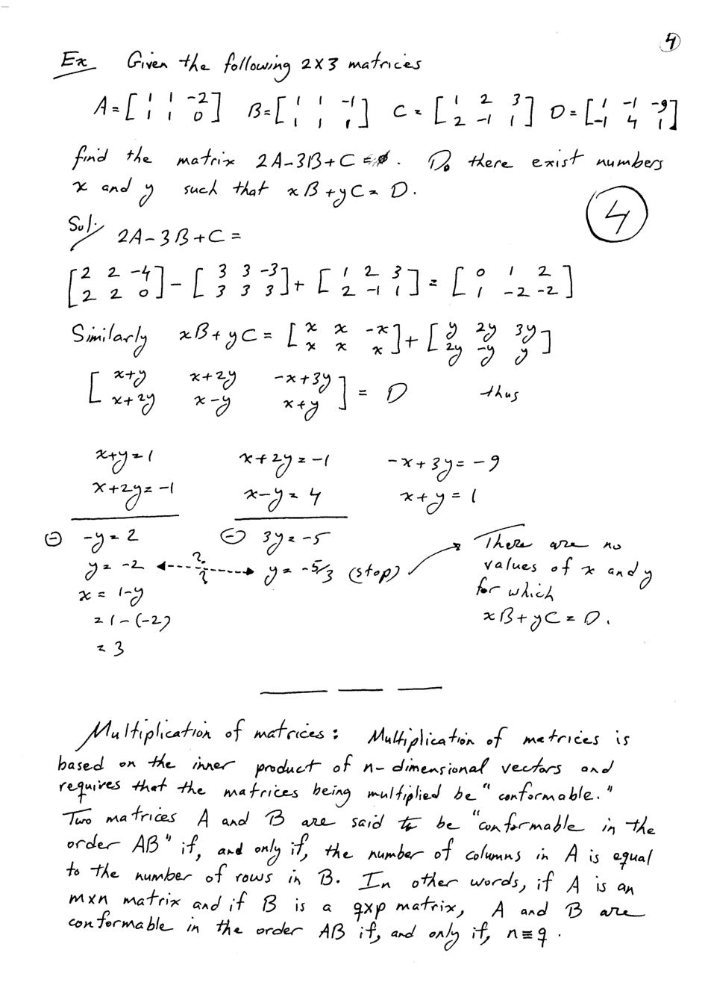 4
Ex Given the following 2x3 matrices
A = [ 1 1 -2 ; 1 1 0 ] B = [ 1 1 -1 ; 1 1 1 ] C = [ 1 2 3 ; 2 -1 1 ] D = [ 1 -1 -9 ; -1 4 1 ]
find the matrix 2A-3B+C. Do there exist numbers
x and y such that xB+yC = D.
4
Sol: 2A-3B+C =
[ 2 2 -4 ; 2 2 0 ] - [ 3 3 -3 ; 3 3 3 ] + [ 1 2 3 ; 2 -1 1 ] = [ 0 1 2 ; 1 -2 -2 ]
Similarly xB+yC = [ x x -x ; x x x ] + [ y 2y 3y ; 2y -y y ]
[ x+y x+2y -x+3y ; x+2y x-y x+y ] = D thus
x+y=1 x+2y=-1 -x+3y=-9
x+2y=-1 x-y=4 x+y=1
⊖ -y=2 ⊖ 3y=-5 There are no
y=-2 ? ? y=-5/3 (stop) values of x and y
x = 1-y for which
= 1-(-2) xB+yC=D.
= 3
Multiplication of matrices: Multiplication of matrices is
based on the inner product of n-dimensional vectors and
requires that the matrices being multiplied be "conformable."
Two matrices A and B are said to be "conformable in the
order AB" if, and only if, the number of columns in A is equal
to the number of rows in B. In other words, if A is an
mxn matrix and if B is a qxp matrix, A and B are
conformable in the order AB if, and only if, n≡q.